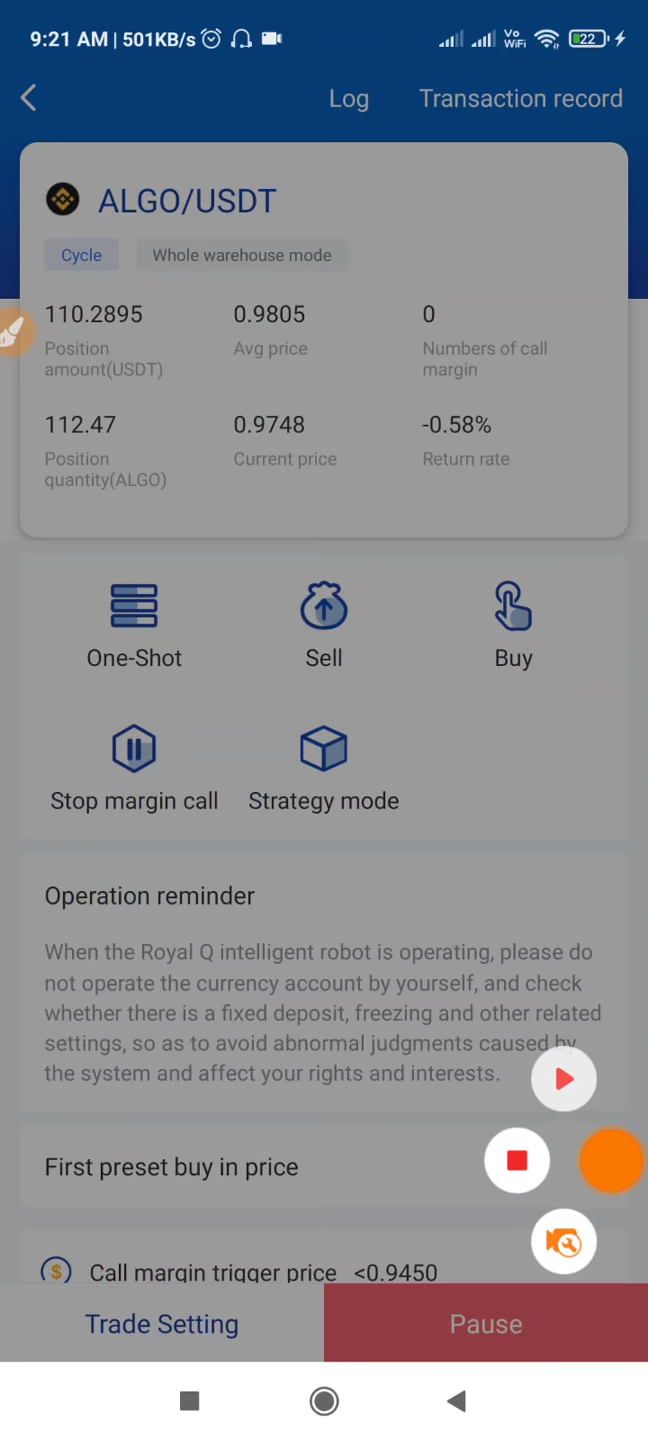 9:21 AM | 501KB/s Vo WiFi 22
Log Transaction record
ALGO/USDT
Cycle Whole warehouse mode
110.2895 0.9805 0
Position amount(USDT) Avg price Numbers of call margin
112.47 0.9748 -0.58%
Position quantity(ALGO) Current price Return rate
One-Shot Sell Buy
Stop margin call Strategy mode
Operation reminder
When the Royal Q intelligent robot is operating, please do
not operate the currency account by yourself, and check
whether there is a fixed deposit, freezing and other related
settings, so as to avoid abnormal judgments caused by
the system and affect your rights and interests.
First preset buy in price
$ Call margin trigger price <0.9450
Trade Setting Pause